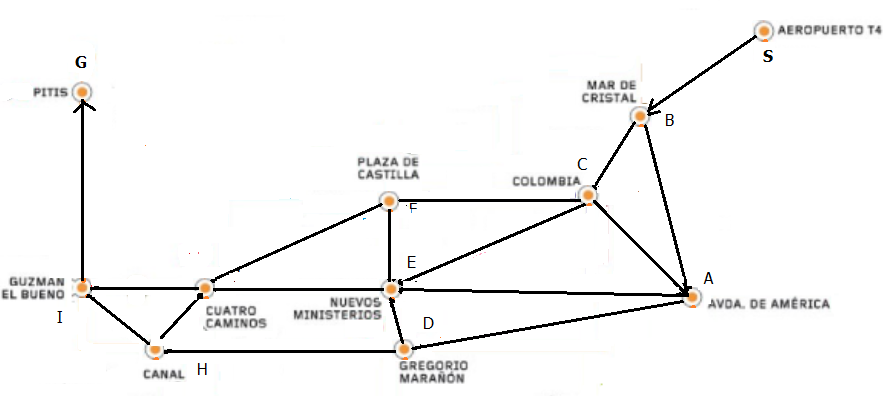 AEROPUERTO T4
S
G
PITIS
MAR DE
CRISTAL
B
PLAZA DE
CASTILLA
C
COLOMBIA
F
E
A
GUZMAN
EL BUENO
I
CUATRO
CAMINOS
NUEVOS
MINISTERIOS
D
AVDA. DE AMÉRICA
CANAL
H
GREGORIO
MARAÑÓN